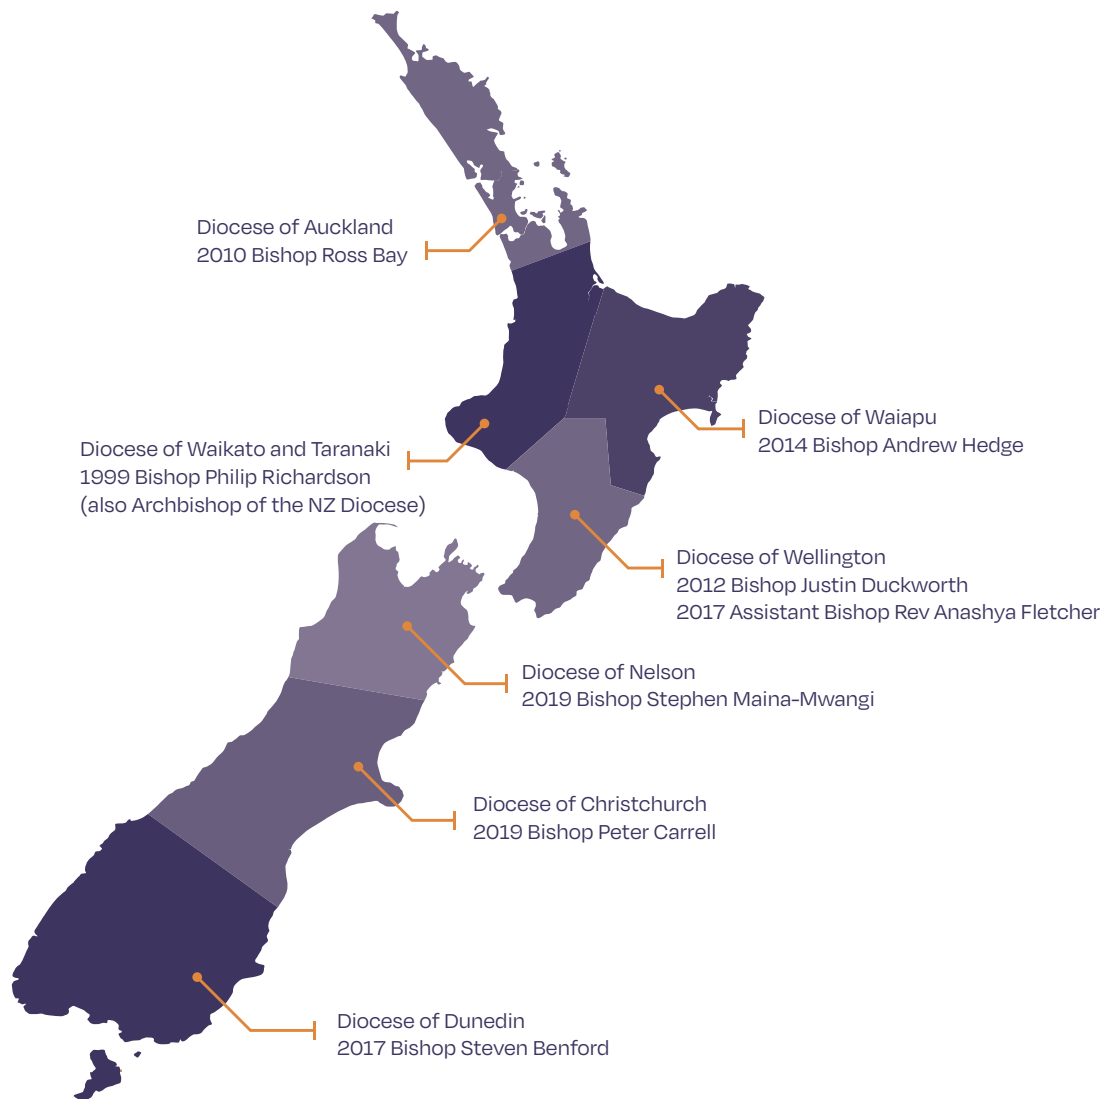 Diocese of Auckland
2010 Bishop Ross Bay
Diocese of Waiapu
2014 Bishop Andrew Hedge
Diocese of Waikato and Taranaki
1999 Bishop Philip Richardson
(also Archbishop of the NZ Diocese)
Diocese of Wellington
2012 Bishop Justin Duckworth
2017 Assistant Bishop Rev Anashya Fletcher
Diocese of Nelson
2019 Bishop Stephen Maina-Mwangi
Diocese of Christchurch
2019 Bishop Peter Carrell
Diocese of Dunedin
2017 Bishop Steven Benford